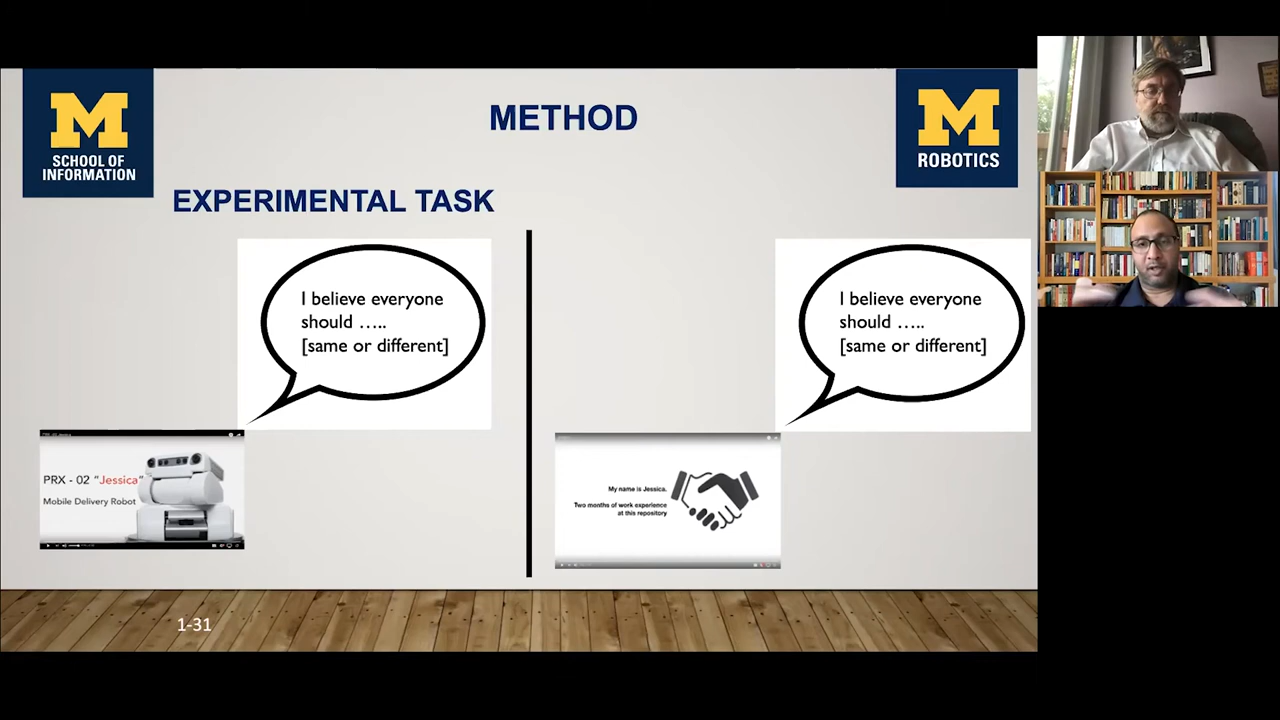 METHOD
M
SCHOOL OF
INFORMATION
M
ROBOTICS
EXPERIMENTAL TASK
I believe everyone
should …..
[same or different]
I believe everyone
should …..
[same or different]
PRX - 02 "Jessica"
Mobile Delivery Robot
My name is Jessica.
Two months of work experience
at this repository
1-31